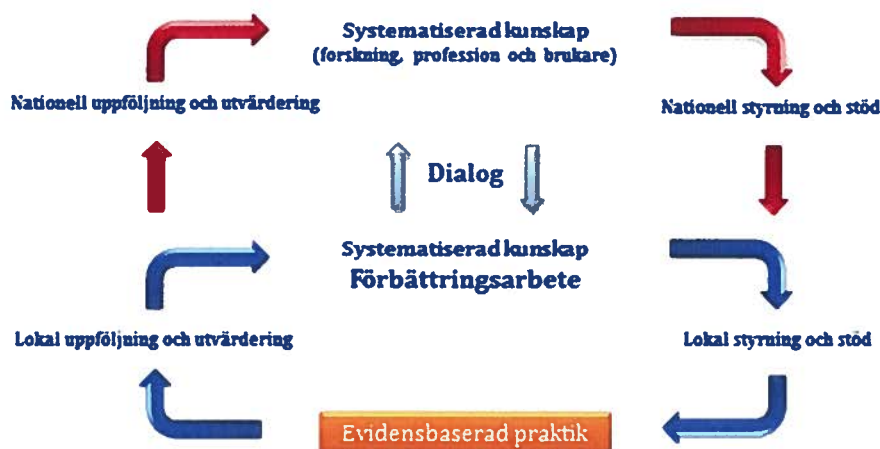 Systematiserad kunskap
(forskning, profession och brukare)
Nationell uppföljning och utvärdering
Nationell styrning och stöd
Dialog
Systematiserad kunskap
Förbättringsarbete
Lokal uppföljning och utvärdering
Lokal styrning och stöd
Evidensbaserad praktik